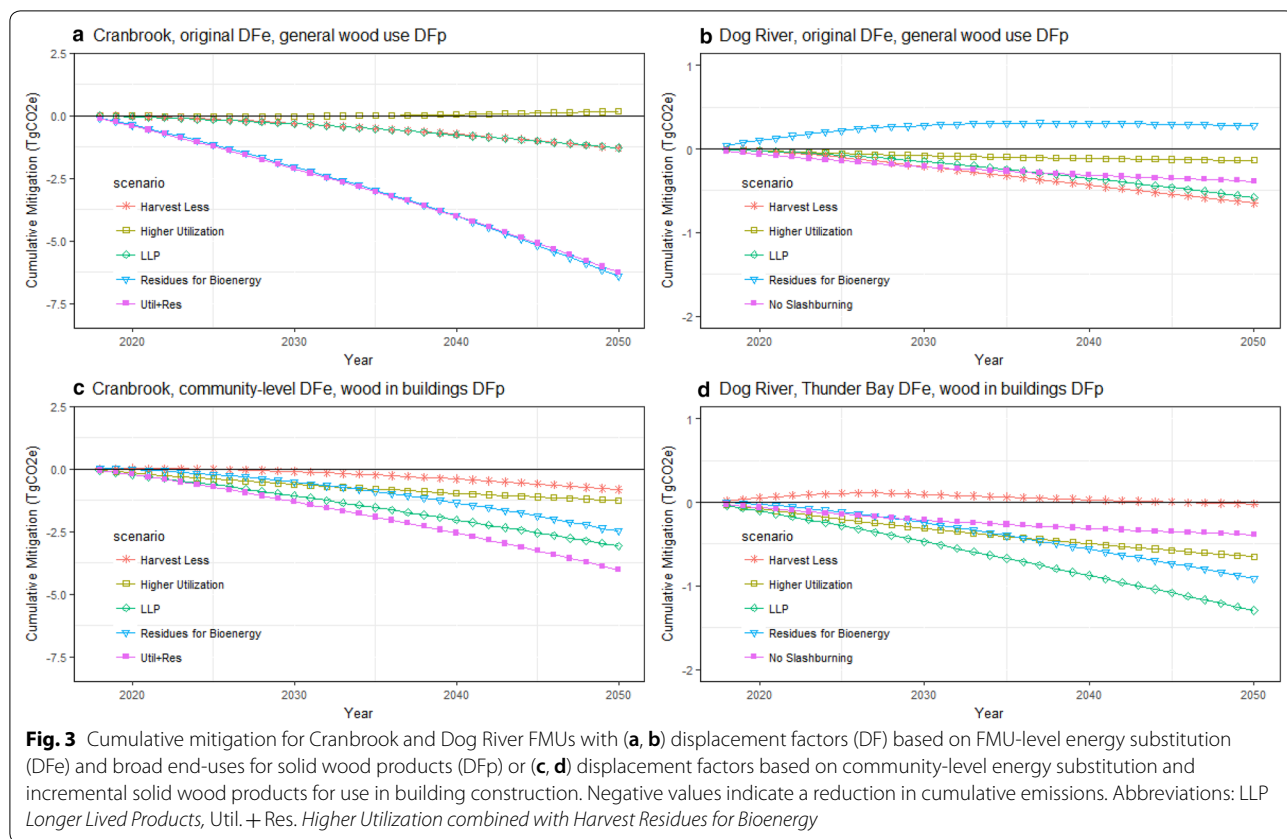 a Cranbrook, original DFe, general wood use DFp
2.5
0.0
-2.5
-5.0
-7.5
Cumulative Mitigation (TgCO2e)
scenario
Harvest Less
Higher Utilization
LLP
Residues for Bioenergy
Util+Res
2020
2030
2040
2050
Year
b Dog River, original DFe, general wood use DFp
1
0
-1
-2
Cumulative Mitigation (TgCO2e)
scenario
Harvest Less
Higher Utilization
LLP
Residues for Bioenergy
No Slashburning
2020
2030
2040
2050
Year
c Cranbrook, community-level DFe, wood in buildings DFp
2.5
0.0
-2.5
-5.0
-7.5
Cumulative Mitigation (TgCO2e)
scenario
Harvest Less
Higher Utilization
LLP
Residues for Bioenergy
Util+Res
2020
2030
2040
2050
Year
d Dog River, Thunder Bay DFe, wood in buildings DFp
1
0
-1
-2
Cumulative Mitigation (TgCO2e)
scenario
Harvest Less
Higher Utilization
LLP
Residues for Bioenergy
No Slashburning
2020
2030
2040
2050
Year
Fig. 3 Cumulative mitigation for Cranbrook and Dog River FMUs with (a, b) displacement factors (DF) based on FMU-level energy substitution
(DFe) and broad end-uses for solid wood products (DFp) or (c, d) displacement factors based on community-level energy substitution and
incremental solid wood products for use in building construction. Negative values indicate a reduction in cumulative emissions. Abbreviations: LLP
Longer Lived Products, Util. + Res. Higher Utilization combined with Harvest Residues for Bioenergy